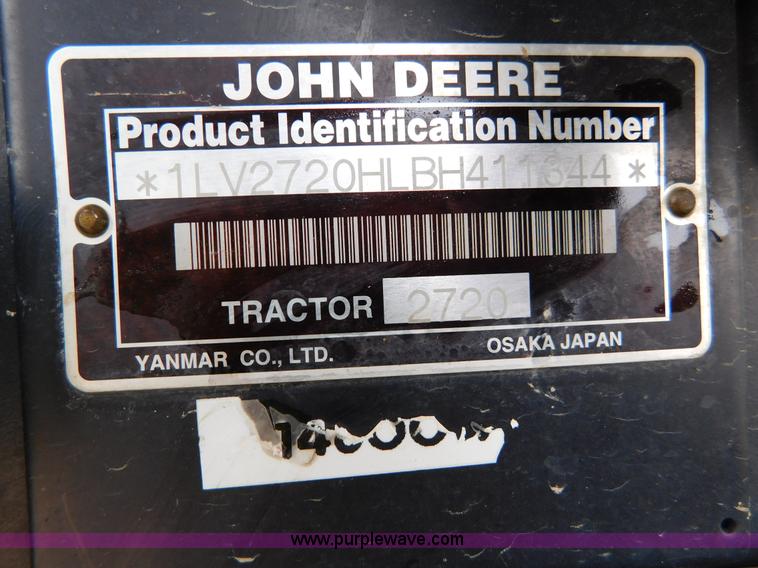 JOHN DEERE
Product Identification Number
*1LV2720HLBH411344*
TRACTOR 2720
YANMAR CO., LTD. OSAKA JAPAN
www.purplewave.com